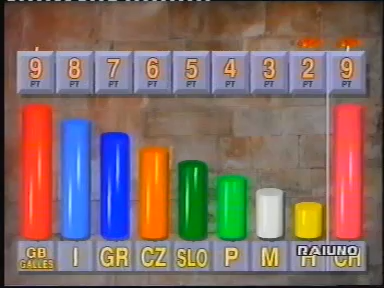 9 8 7 6 5 4 3 2 9
PT PT PT PT PT PT PT PT PT
GB GALLES I GR CZ SLO P M H CH
RAIUNO